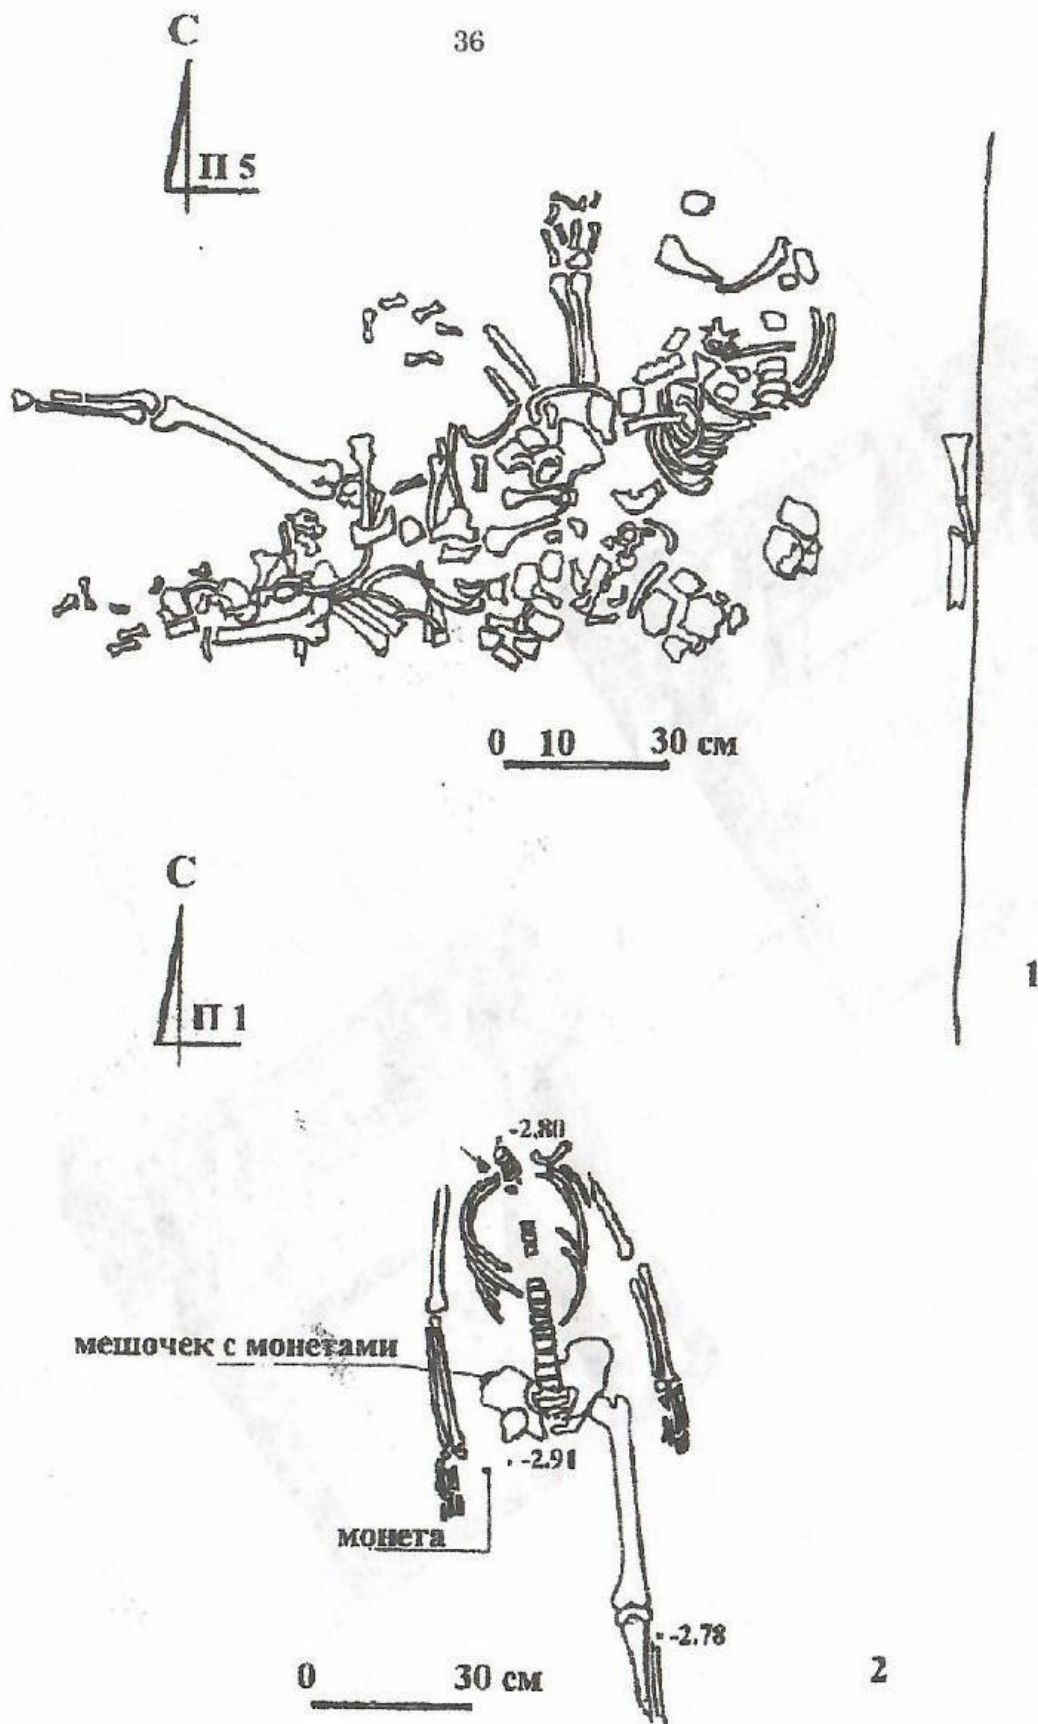 36
С
П 5
0 10 30 см
1
С
П 1
-2.80
мешочек с монетами
-2.91
монета
-2.78
0 30 см
2